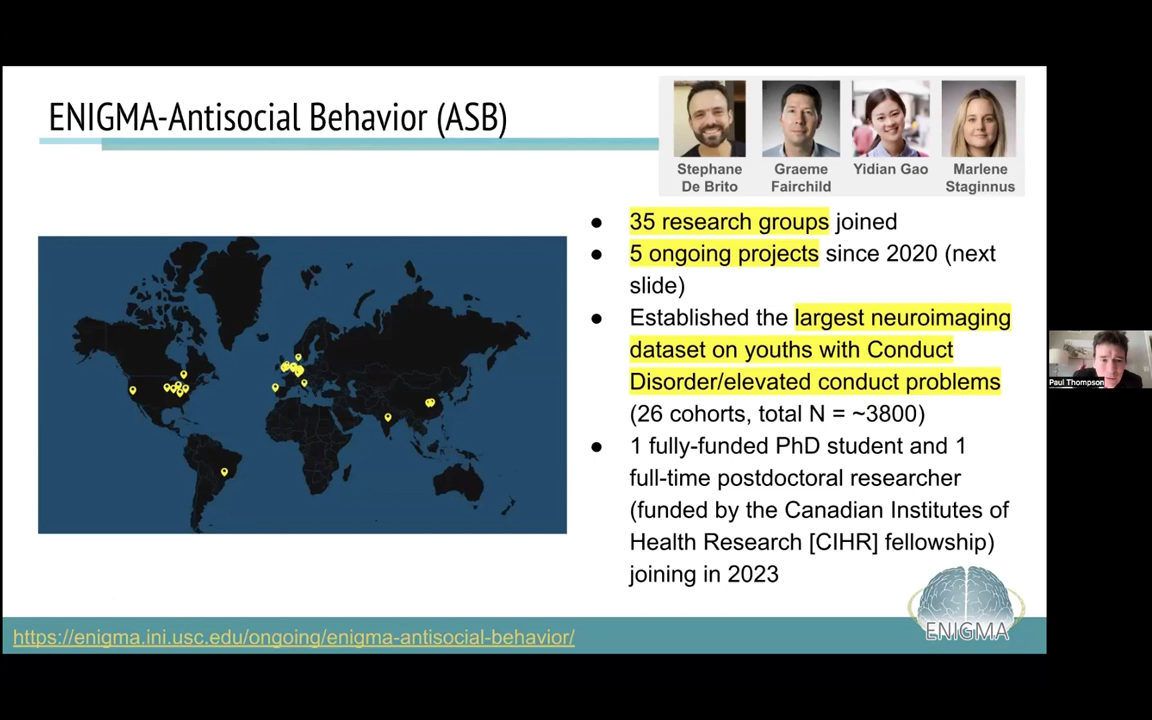 ENIGMA-Antisocial Behavior (ASB)
Stephane
De Brito
Graeme
Fairchild
Yidian Gao
Marlene
Staginnus
● 35 research groups joined
● 5 ongoing projects since 2020 (next
slide)
● Established the largest neuroimaging
dataset on youths with Conduct
Disorder/elevated conduct problems
(26 cohorts, total N = ~3800)
● 1 fully-funded PhD student and 1
full-time postdoctoral researcher
(funded by the Canadian Institutes of
Health Research [CIHR] fellowship)
joining in 2023
Paul Thompson
https://enigma.ini.usc.edu/ongoing/enigma-antisocial-behavior/
ENIGMA